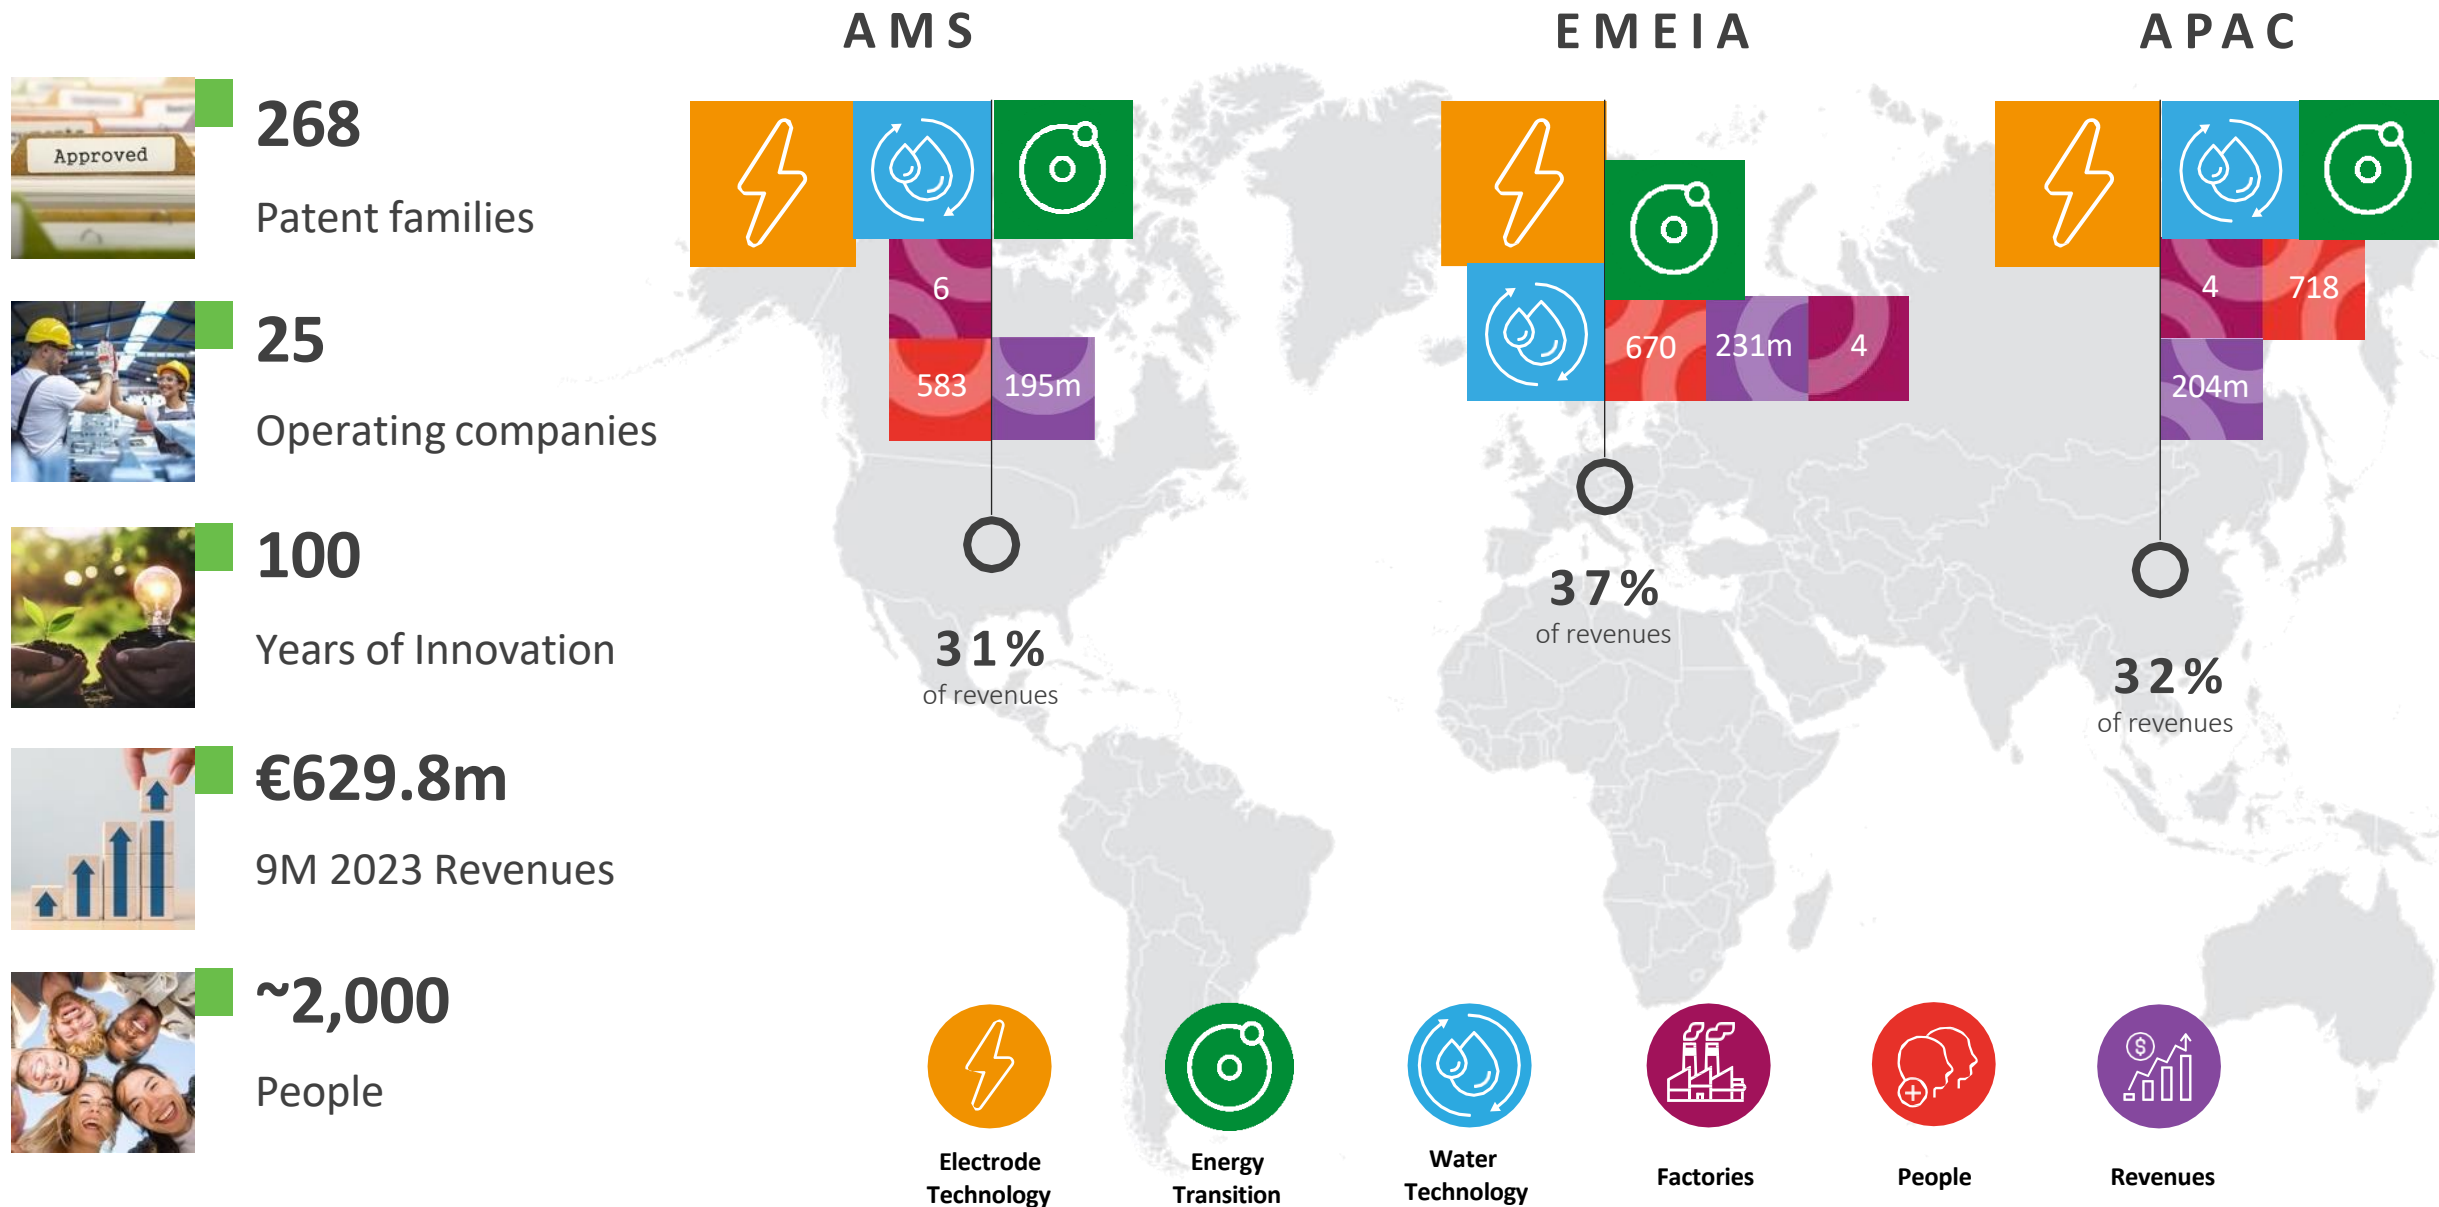 AMS
EMEIA
APAC
Approved
268
Patent families
25
Operating companies
100
Years of Innovation
€629.8m
9M 2023 Revenues
~2,000
People
6
583
195m
31%
of revenues
670
231m
4
37%
of revenues
4
718
204m
32%
of revenues
Electrode
Technology
Energy
Transition
Water
Technology
Factories
People
$
Revenues